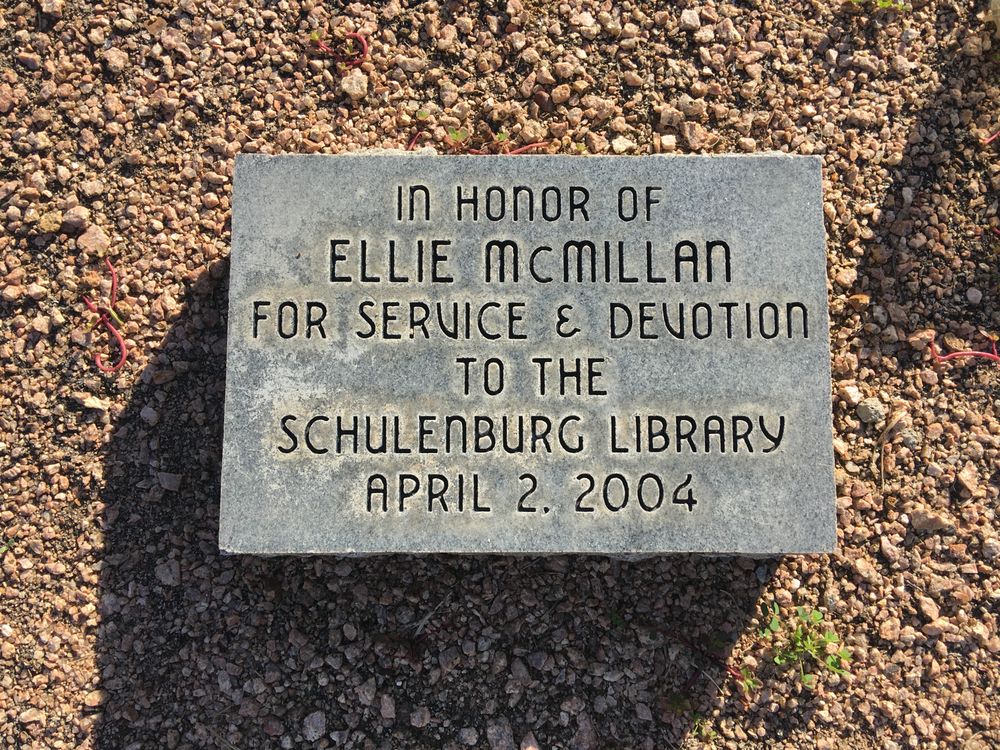 IN HONOR OF
ELLIE McMILLAN
FOR SERVICE & DEVOTION
TO THE
SCHULENBURG LIBRARY
APRIL 2, 2004